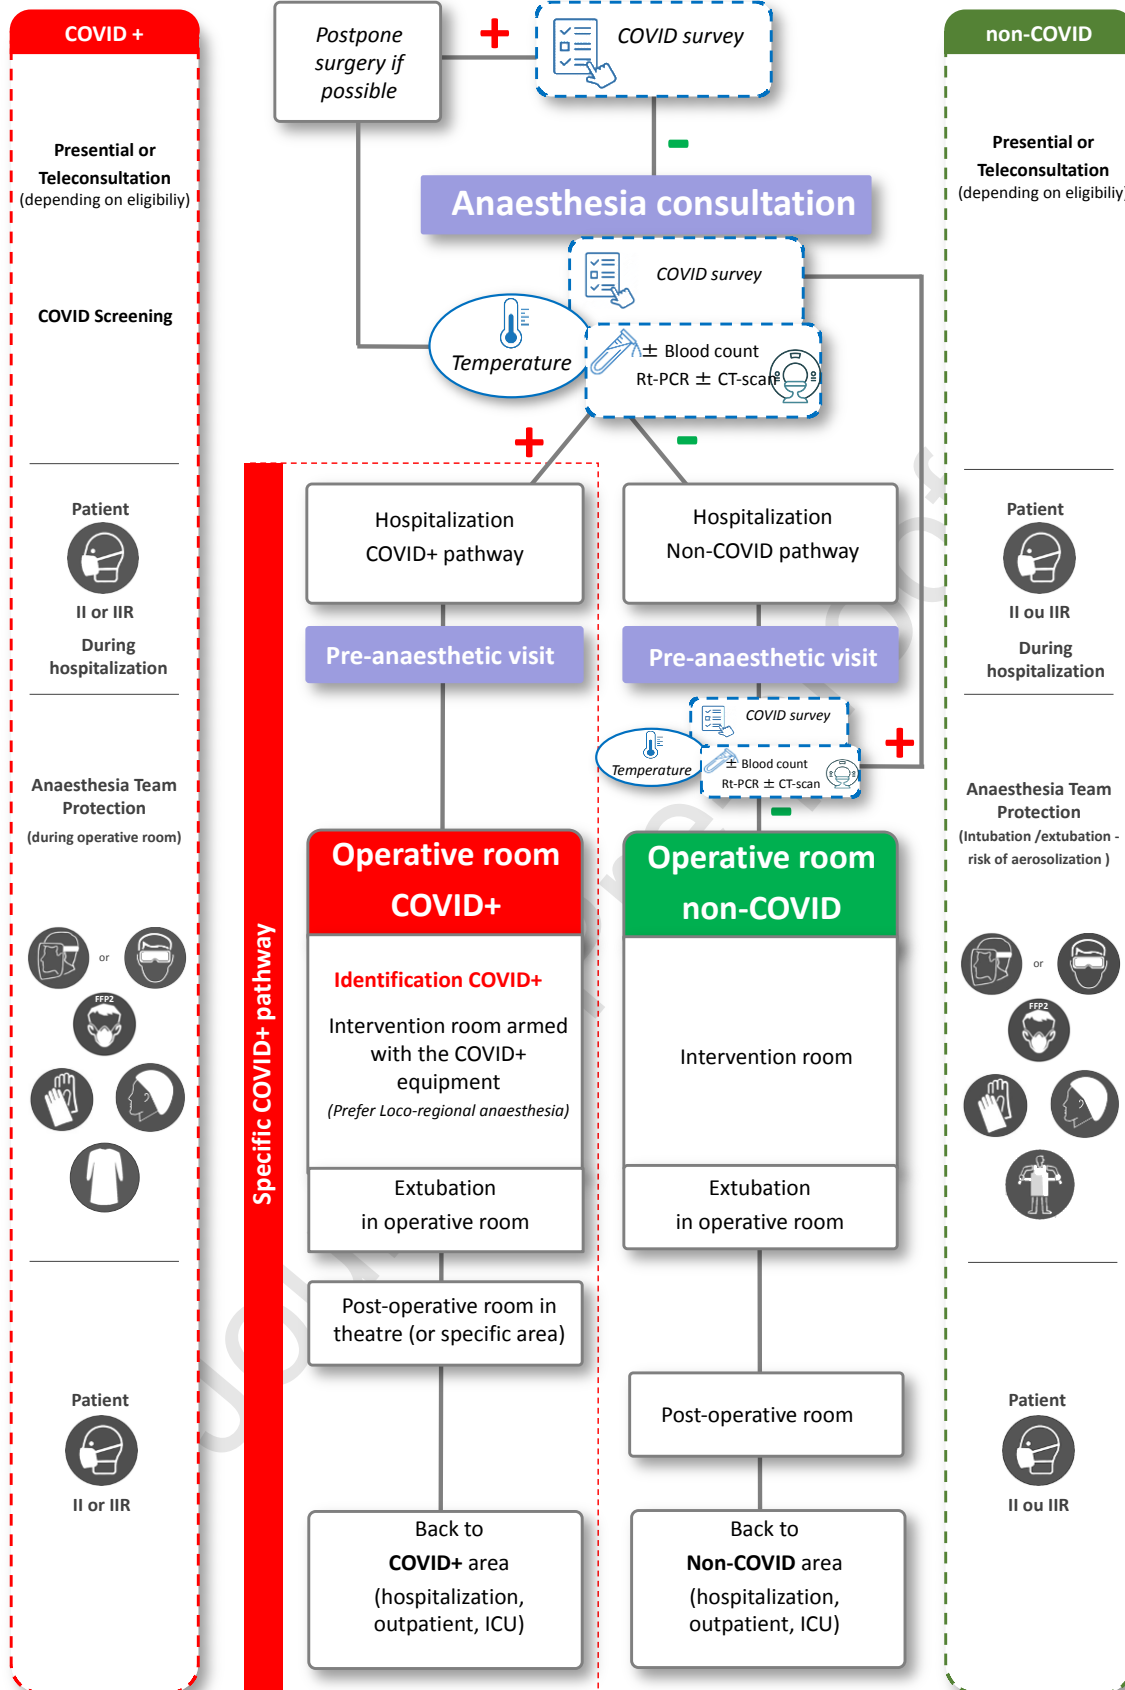 COVID +
Presential or
Teleconsultation
(depending on eligibiliy)
COVID Screening
Patient
II or IIR
During
hospitalization
Anaesthesia Team
Protection
(during operative room)
or
FFP2
Patient
II or IIR
Postpone
surgery if
possible
+
COVID survey
-
Anaesthesia consultation
COVID survey
Temperature
± Blood count
Rt-PCR ± CT-scan
+
-
Specific COVID+ pathway
Hospitalization
COVID+ pathway
Pre-anaesthetic visit
Operative room
COVID+
Identification COVID+
Intervention room armed
with the COVID+
equipment
(Prefer Loco-regional anaesthesia)
Extubation
in operative room
Post-operative room in
theatre (or specific area)
Back to
COVID+ area
(hospitalization,
outpatient, ICU)
Hospitalization
Non-COVID pathway
Pre-anaesthetic visit
COVID survey
Temperature
± Blood count
Rt-PCR ± CT-scan
+
-
Operative room
non-COVID
Intervention room
Extubation
in operative room
Post-operative room
Back to
Non-COVID area
(hospitalization,
outpatient, ICU)
non-COVID
Presential or
Teleconsultation
(depending on eligibiliy)
Patient
II ou IIR
During
hospitalization
Anaesthesia Team
Protection
(Intubation /extubation -
risk of aerosolization )
or
FFP2
Patient
II ou IIR